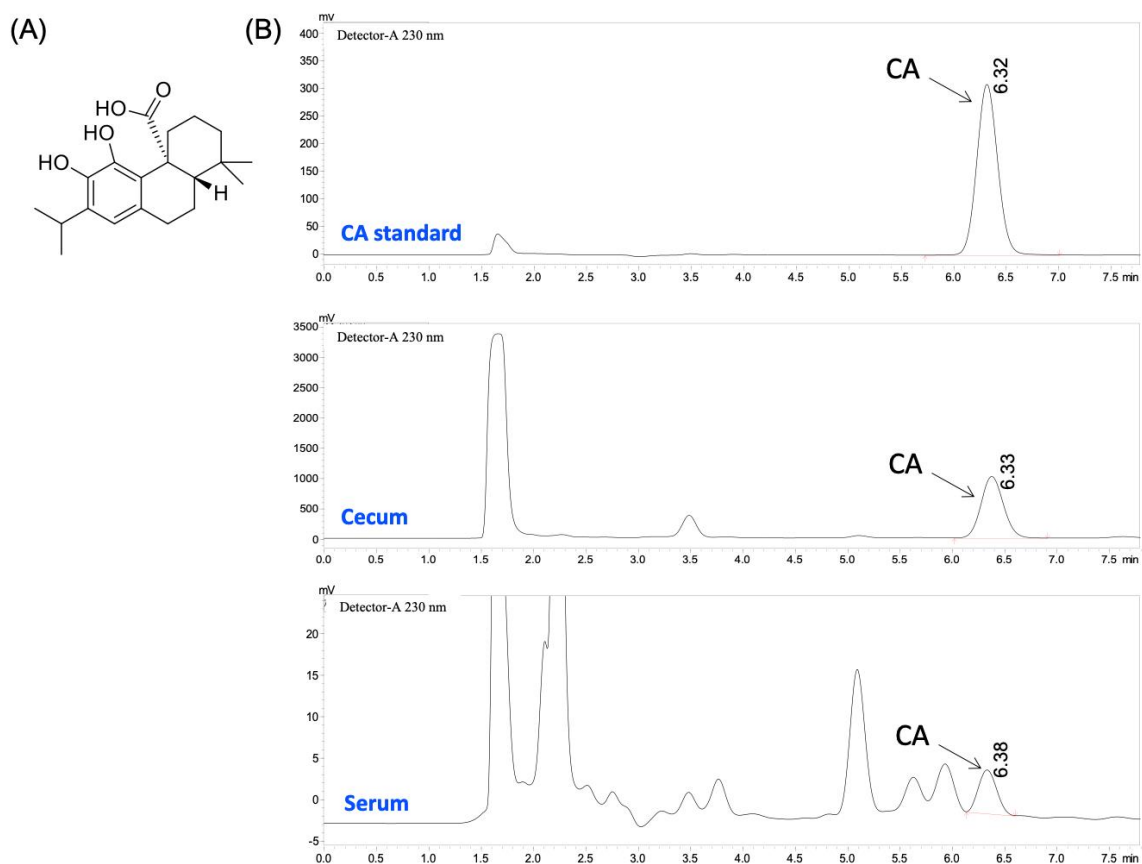 (A)
(B)
O
HO
HO
HO
H
mV
Detector-A 230 nm
400
350
300
250
200
150
100
50
0
CA
6.32
CA standard
0.0 0.5 1.0 1.5 2.0 2.5 3.0 3.5 4.0 4.5 5.0 5.5 6.0 6.5 7.0 7.5 min
mV
Detector-A 230 nm
3500
3000
2500
2000
1500
1000
500
0
CA
6.33
Cecum
0.0 0.5 1.0 1.5 2.0 2.5 3.0 3.5 4.0 4.5 5.0 5.5 6.0 6.5 7.0 7.5 min
mV
Detector-A 230 nm
20
15
10
5
0
-5
CA
6.38
Serum
0.0 0.5 1.0 1.5 2.0 2.5 3.0 3.5 4.0 4.5 5.0 5.5 6.0 6.5 7.0 7.5 min